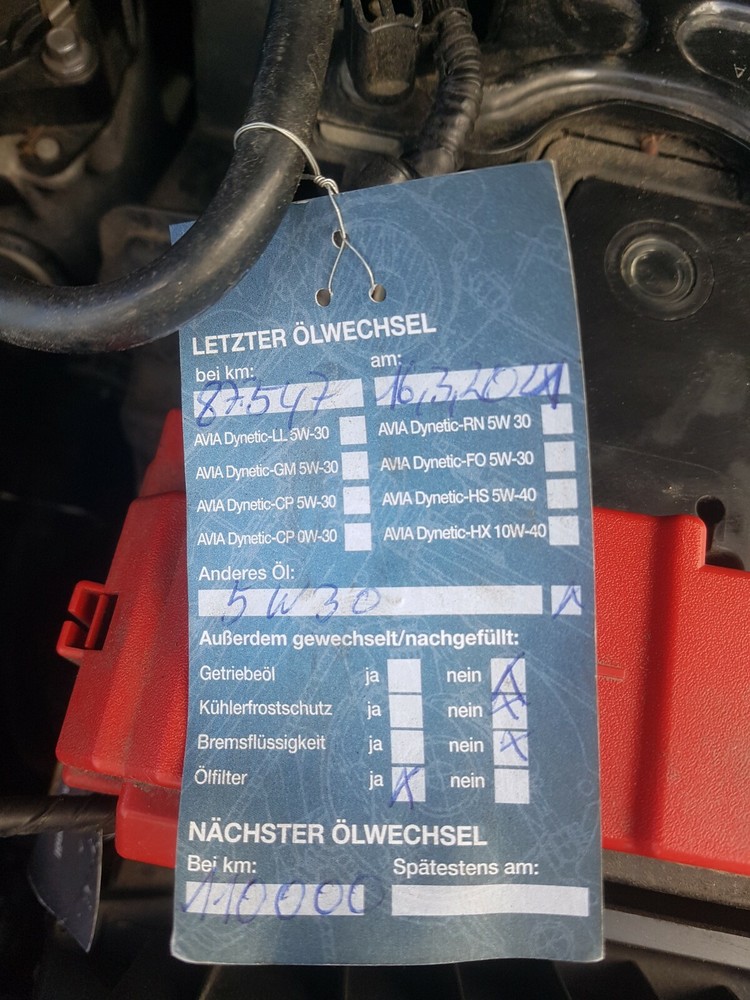 LETZTER ÖLWECHSEL
bei km: am:
87547 16,3,2021
AVIA Dynetic-LL 5W-30 AVIA Dynetic-RN 5W 30
AVIA Dynetic-GM 5W-30 AVIA Dynetic-FO 5W-30
AVIA Dynetic-CP 5W-30 AVIA Dynetic-HS 5W-40
AVIA Dynetic-CP 0W-30 AVIA Dynetic-HX 10W-40
Anderes Öl:
5W30 X
Außerdem gewechselt/nachgefüllt:
Getriebeöl ja nein X
Kühlerfrostschutz ja nein X
Bremsflüssigkeit ja nein X
Ölfilter ja X nein
NÄCHSTER ÖLWECHSEL
Bei km: Spätestens am:
110000